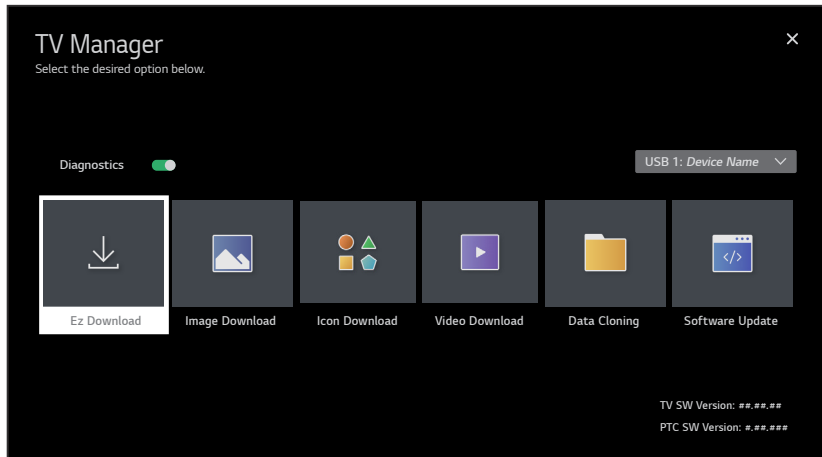 TV Manager
Select the desired option below.
Diagnostics
USB 1: Device Name
Ez Download
Image Download
Icon Download
Video Download
Data Cloning
Software Update
TV SW Version: ##.##.##
PTC SW Version: #.##.###